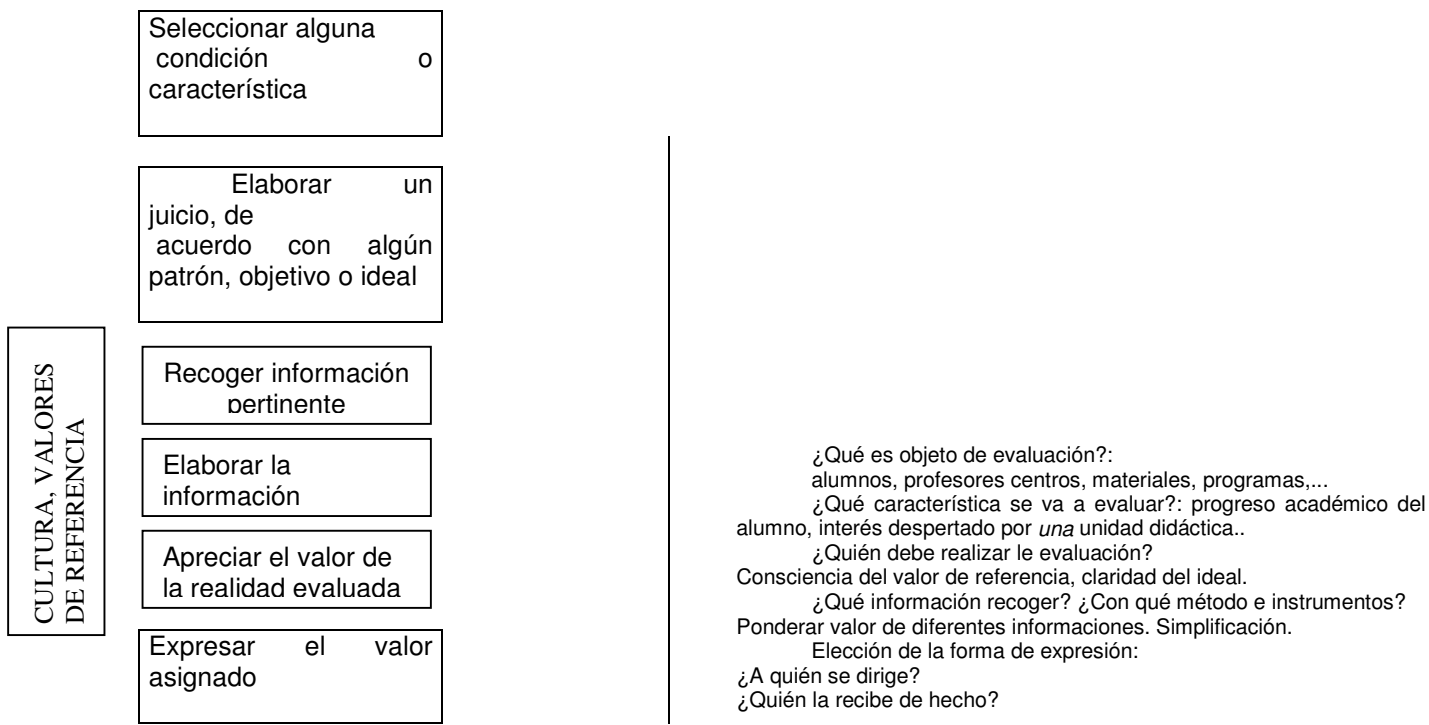 Seleccionar alguna
condición o
característica
Elaborar un
juicio, de
acuerdo con algún
patrón, objetivo o ideal
CULTURA, VALORES
DE REFERENCIA
Recoger información
pertinente
Elaborar la
información
Apreciar el valor de
la realidad evaluada
Expresar el valor
asignado
¿Qué es objeto de evaluación?:
alumnos, profesores centros, materiales, programas,...
¿Qué característica se va a evaluar?: progreso académico del
alumno, interés despertado por una unidad didáctica..
¿Quién debe realizar le evaluación?
Consciencia del valor de referencia, claridad del ideal.
¿Qué información recoger? ¿Con qué método e instrumentos?
Ponderar valor de diferentes informaciones. Simplificación.
Elección de la forma de expresión:
¿A quién se dirige?
¿Quién la recibe de hecho?